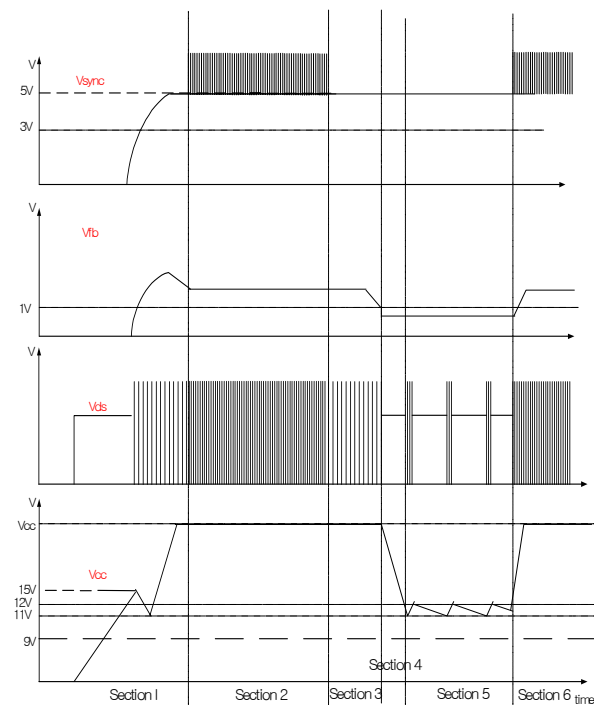 V
Vsync
5V
3V
V
Vfb
1V
V
Vds
V
Vcc
Vcc
15V
12V
11V
9V
Section 4
Section 1 Section 2 Section 3 Section 5 Section 6 time